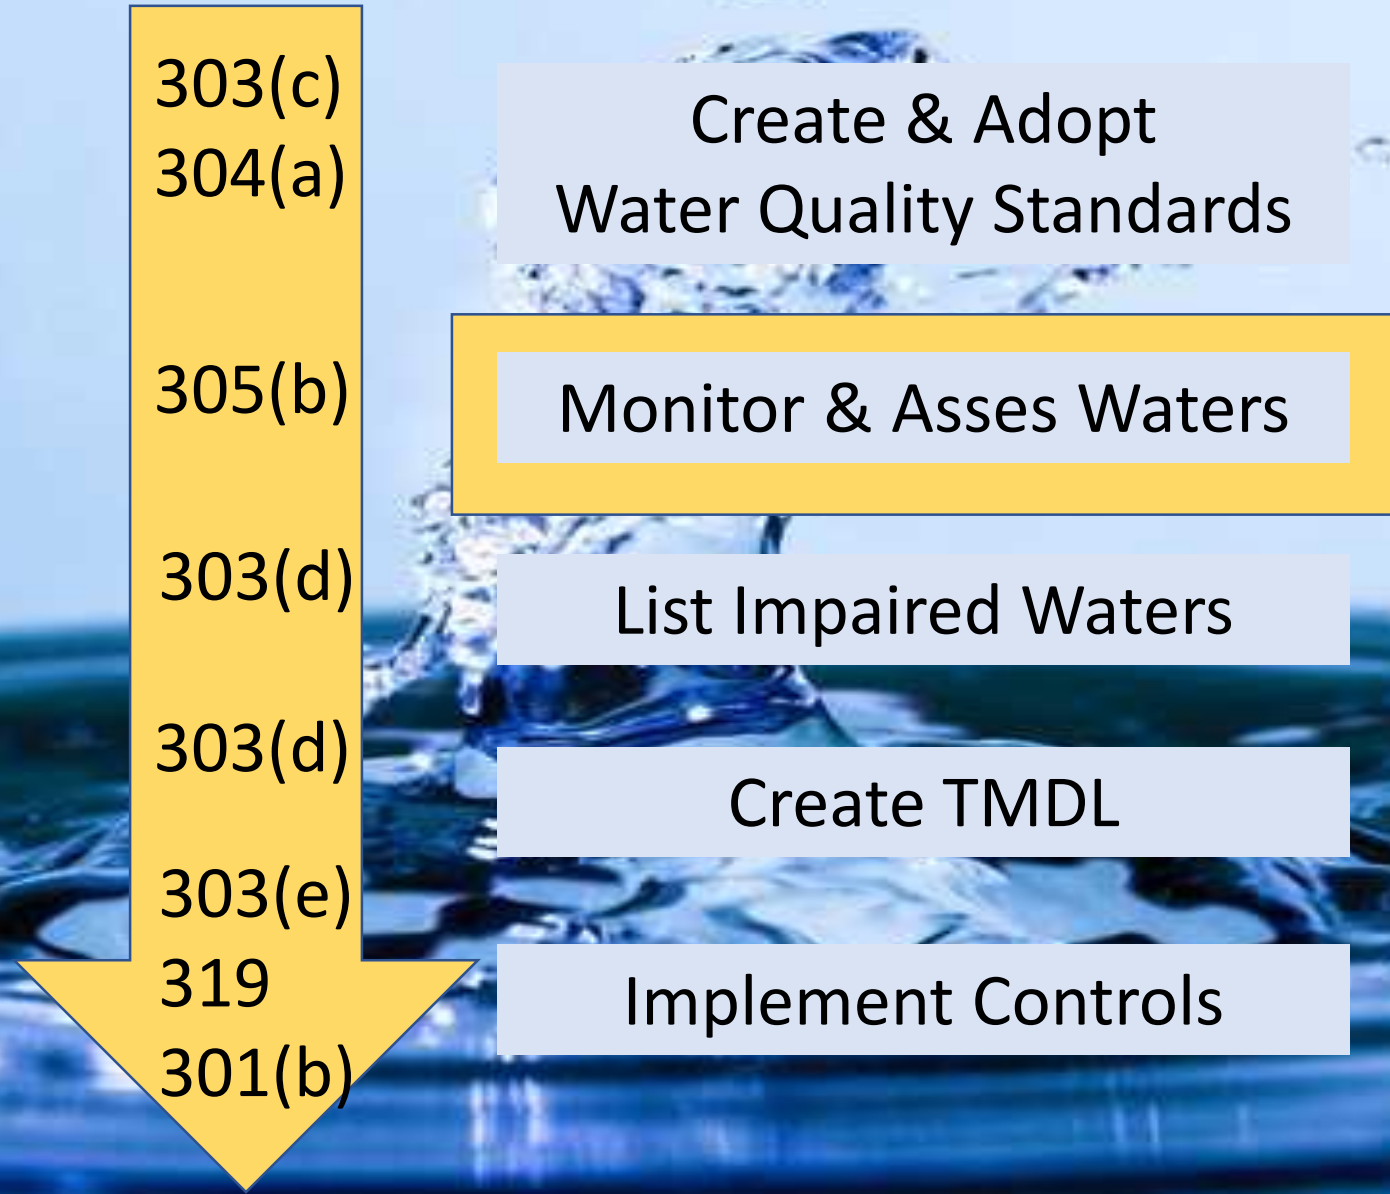 303(c)
304(a)
Create & Adopt
Water Quality Standards
305(b)
Monitor & Asses Waters
303(d)
List Impaired Waters
303(d)
Create TMDL
303(e)
319
301(b)
Implement Controls